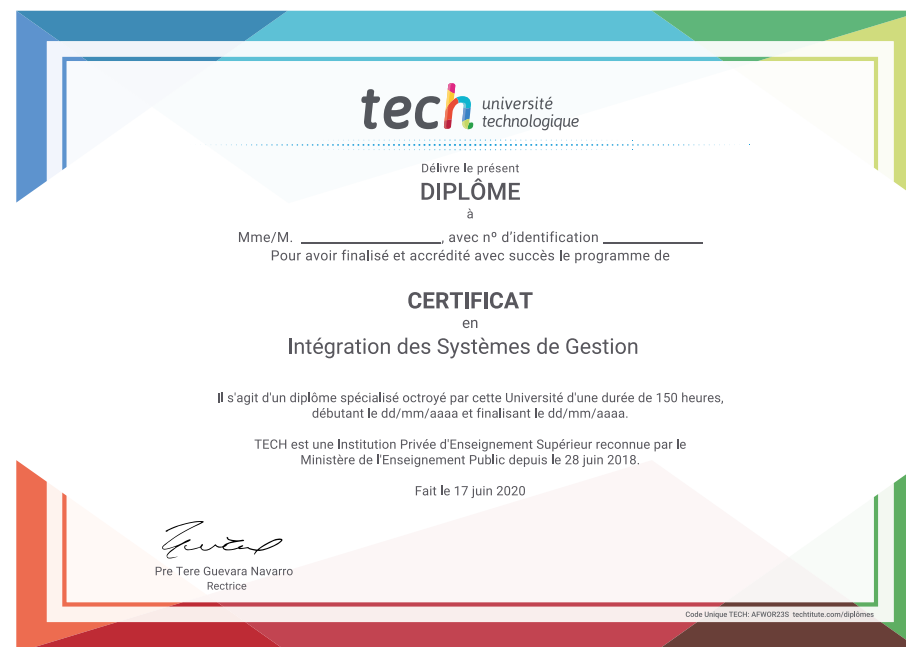 tech université
technologique
Délivre le présent
DIPLÔME
à
Mme/M. ____________________, avec nº d'identification ______________
Pour avoir finalisé et accrédité avec succès le programme de
CERTIFICAT
en
Intégration des Systèmes de Gestion
Il s'agit d'un diplôme spécialisé octroyé par cette Université d'une durée de 150 heures,
débutant le dd/mm/aaaa et finalisant le dd/mm/aaaa.
TECH est une Institution Privée d'Enseignement Supérieur reconnue par le
Ministère de l'Enseignement Public depuis le 28 juin 2018.
Fait le 17 juin 2020
Pre Tere Guevara Navarro
Rectrice
Code Unique TECH: AFWOR23S techtitute.com/diplômes